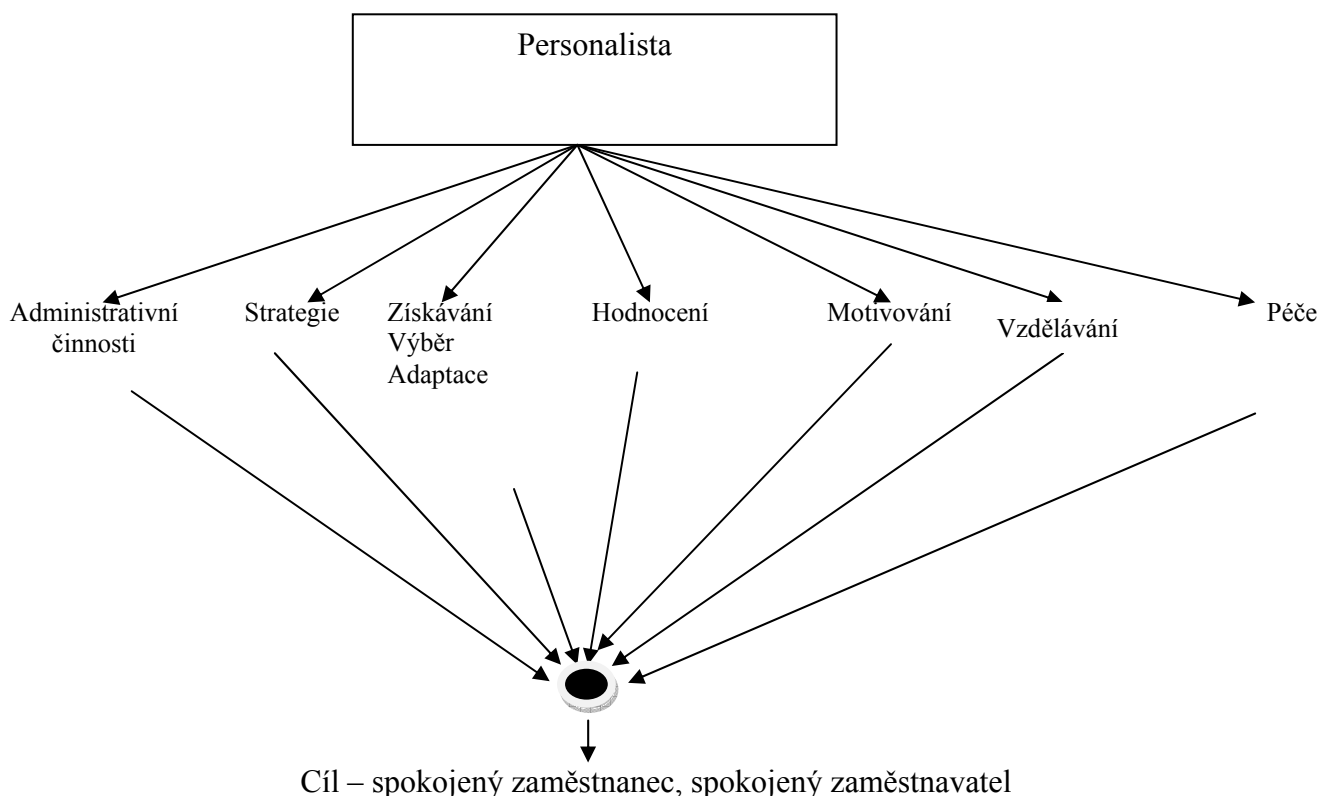 Personalista
Administrativní
činnosti
Strategie
Získávání
Výběr
Adaptace
Hodnocení
Motivování
Vzdělávání
Péče
Cíl – spokojený zaměstnanec, spokojený zaměstnavatel